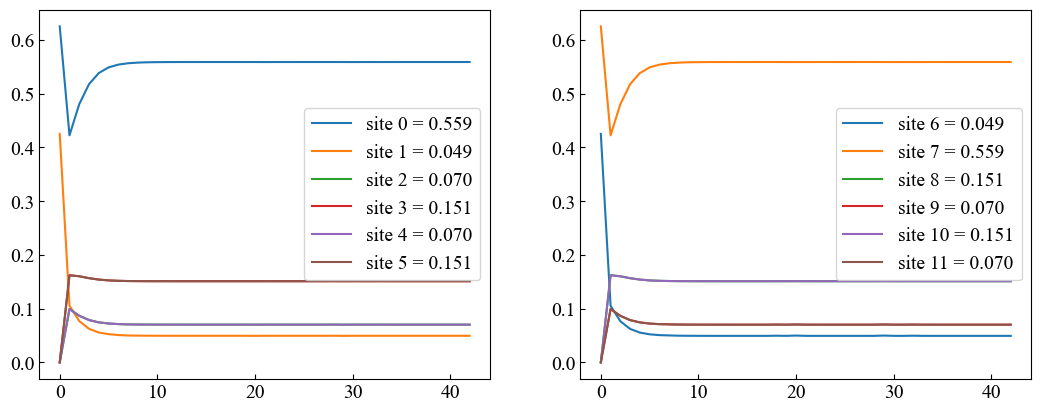 0.6
0.5
0.4
0.3
0.2
0.1
0.0
0 10 20 30 40
site 0 = 0.559
site 1 = 0.049
site 2 = 0.070
site 3 = 0.151
site 4 = 0.070
site 5 = 0.151
0.6
0.5
0.4
0.3
0.2
0.1
0.0
0 10 20 30 40
site 6 = 0.049
site 7 = 0.559
site 8 = 0.151
site 9 = 0.070
site 10 = 0.151
site 11 = 0.070